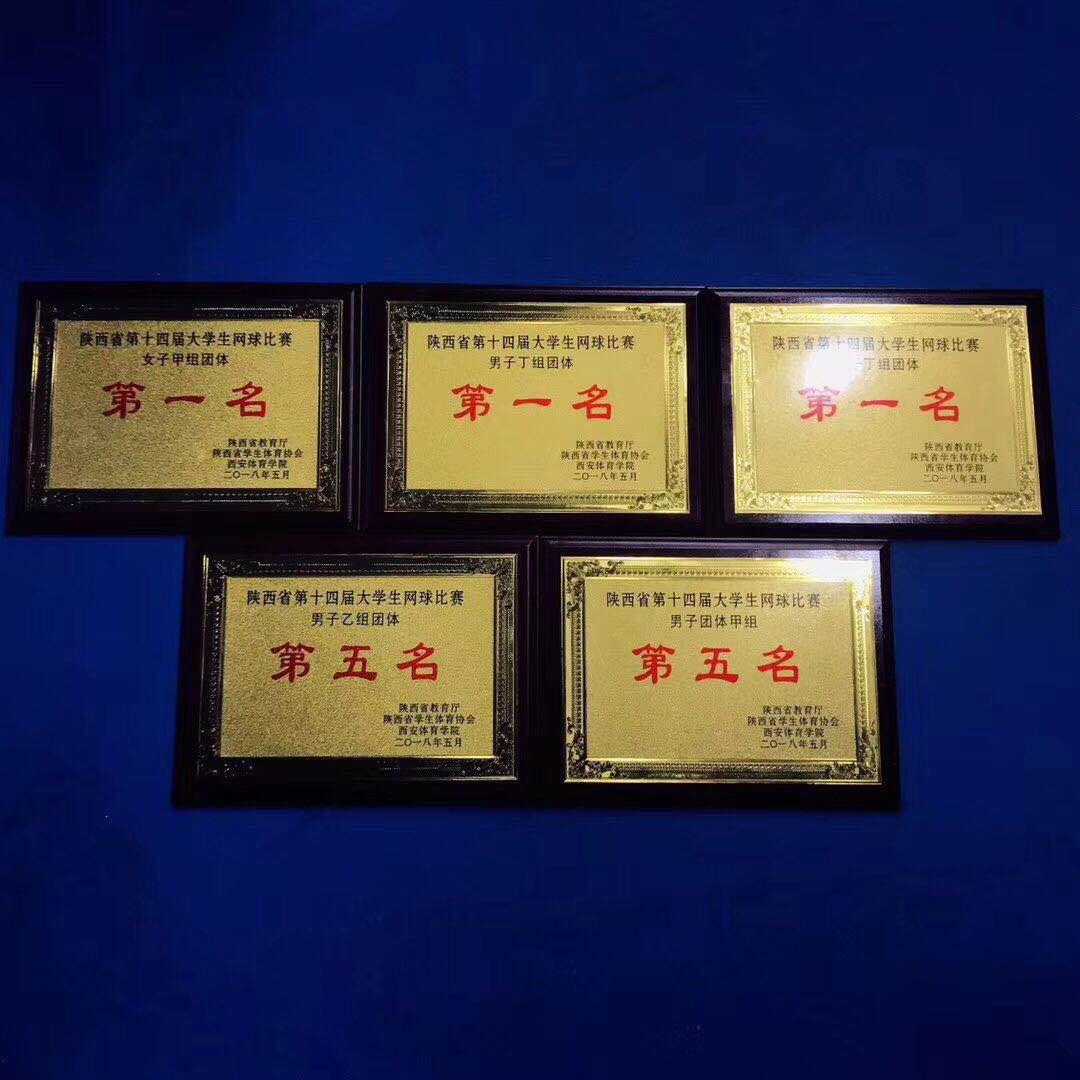 陕西省第十四届大学生网球比赛
女子甲组团体
第一名
陕西省教育厅
陕西省学生体育协会
西安体育学院
二〇一八年五月
陕西省第十四届大学生网球比赛
男子丁组团体
第一名
陕西省教育厅
陕西省学生体育协会
西安体育学院
二〇一八年五月
陕西省第十四届大学生网球比赛
丁组团体
第一名
陕西省教育厅
陕西省学生体育协会
西安体育学院
二〇一八年五月
陕西省第十四届大学生网球比赛
男子乙组团体
第五名
陕西省教育厅
陕西省学生体育协会
西安体育学院
二〇一八年五月
陕西省第十四届大学生网球比赛
男子团体甲组
第五名
陕西省教育厅
陕西省学生体育协会
西安体育学院
二〇一八年五月